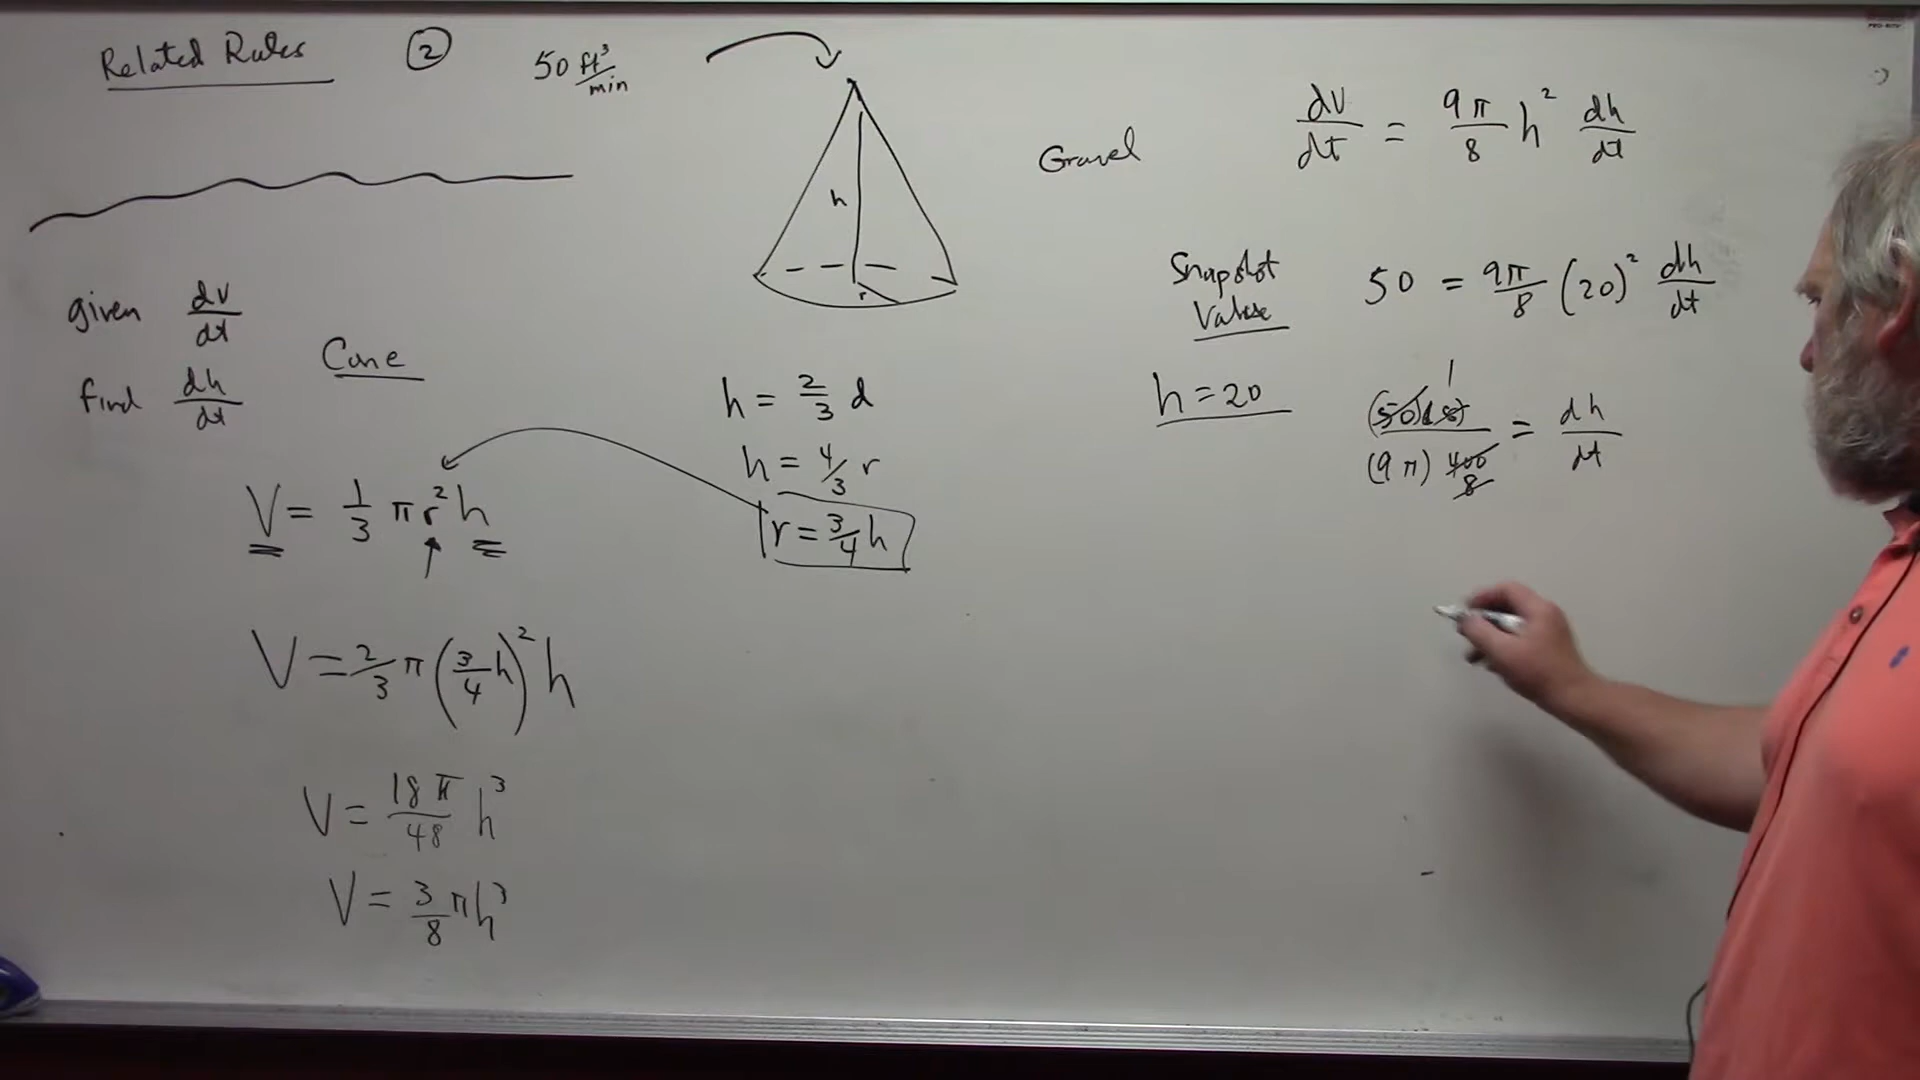 Related Rates
②
50 ft³/min
h
r
Gravel
given dV/dt
find dh/dt
Cone
V = 1/3 π r² h
V = 2/3 π (3/4 h)² h
V = 18π/48 h³
V = 3/8 π h³
h = 2/3 d
h = 4/3 r
r = 3/4 h
dV/dt = 9π/8 h² dh/dt
Snapshot
Value
h = 20
50 = 9π/8 (20)² dh/dt
1
= dh/dt
(9π) 400
8